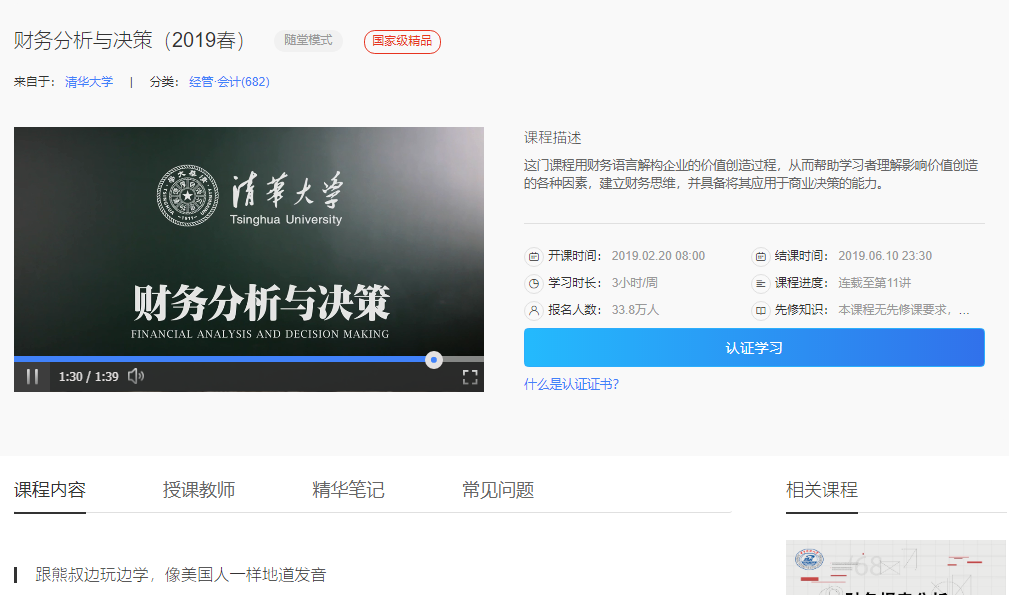 财务分析与决策（2019春） 随堂模式 国家级精品
来自于： 清华大学 | 分类： 经管·会计(682)
清华大学
Tsinghua University
财务分析与决策
FINANCIAL ANALYSIS AND DECISION MAKING
1:30 / 1:39
课程描述
这门课程用财务语言解构企业的价值创造过程，从而帮助学习者理解影响价值创造
的各种因素，建立财务思维，并具备将其应用于商业决策的能力。
开课时间： 2019.02.20 08:00 结课时间： 2019.06.10 23:30
学习时长： 3小时/周 课程进度： 连载至第11讲
报名人数： 33.8万人 先修知识： 本课程无先修课要求，...
认证学习
什么是认证证书?
课程内容 授课教师 精华笔记 常见问题 相关课程
跟熊叔边玩边学，像美国人一样地道发音